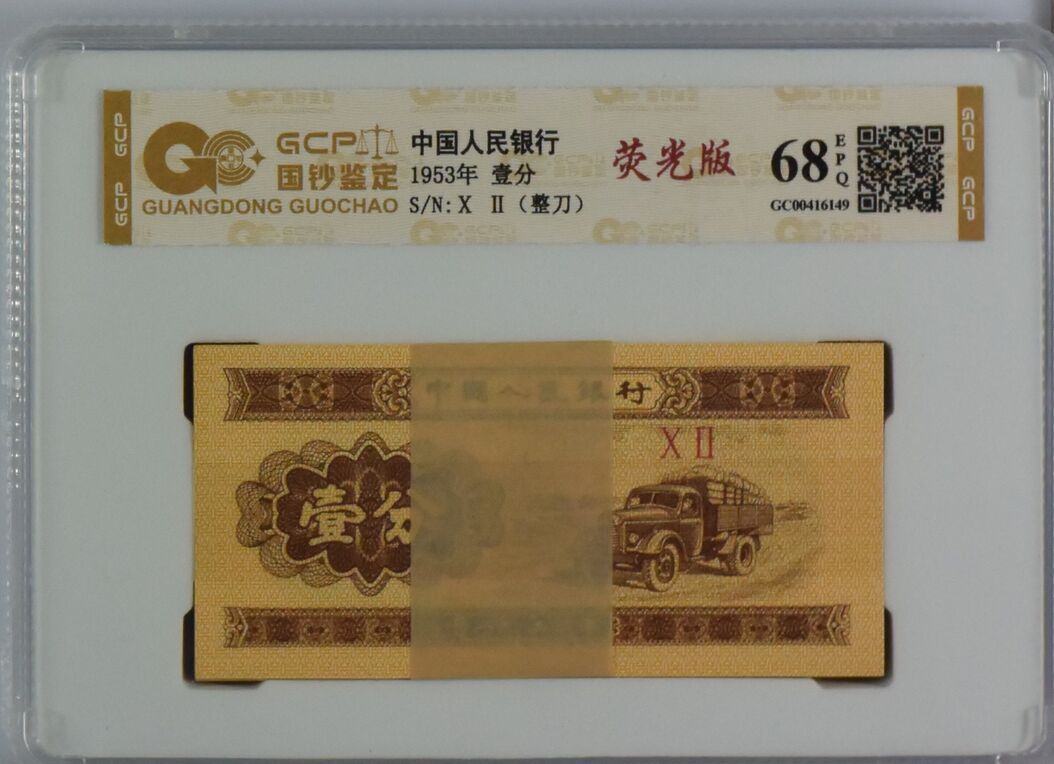 GCP
GCP
GCP
国钞鉴定
GUANGDONG GUOCHAO
中国人民银行
1953年 壹分
S/N: X Ⅱ (整刀)
荧光版
68
EPQ
GC00416149
GCP
GCP
中國人民銀行
X Ⅱ
壹分